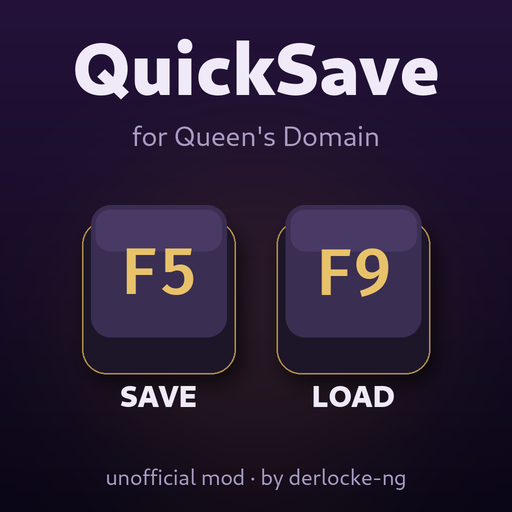 QuickSave
for Queen's Domain
F5 F9
SAVE LOAD
unofficial mod · by derlocke-ng